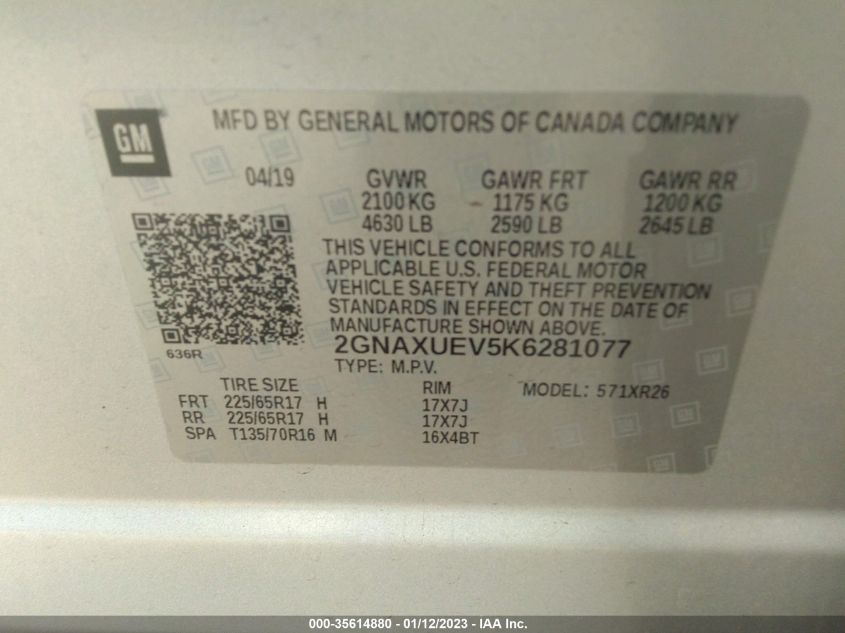 GM
MFD BY GENERAL MOTORS OF CANADA COMPANY
04/19 GVWR GAWR FRT GAWR RR
2100 KG 1175 KG 1200 KG
4630 LB 2590 LB 2645 LB
THIS VEHICLE CONFORMS TO ALL
APPLICABLE U.S. FEDERAL MOTOR
VEHICLE SAFETY AND THEFT PREVENTION
STANDARDS IN EFFECT ON THE DATE OF
MANUFACTURE SHOWN ABOVE.
636R
2GNAXUEV5K6281077
TYPE: M.P.V.
TIRE SIZE RIM MODEL: 571XR26
FRT 225/65R17 H 17X7J
RR 225/65R17 H 17X7J
SPA T135/70R16 M 16X4BT
000-35614880 - 01/12/2023 - IAA Inc.